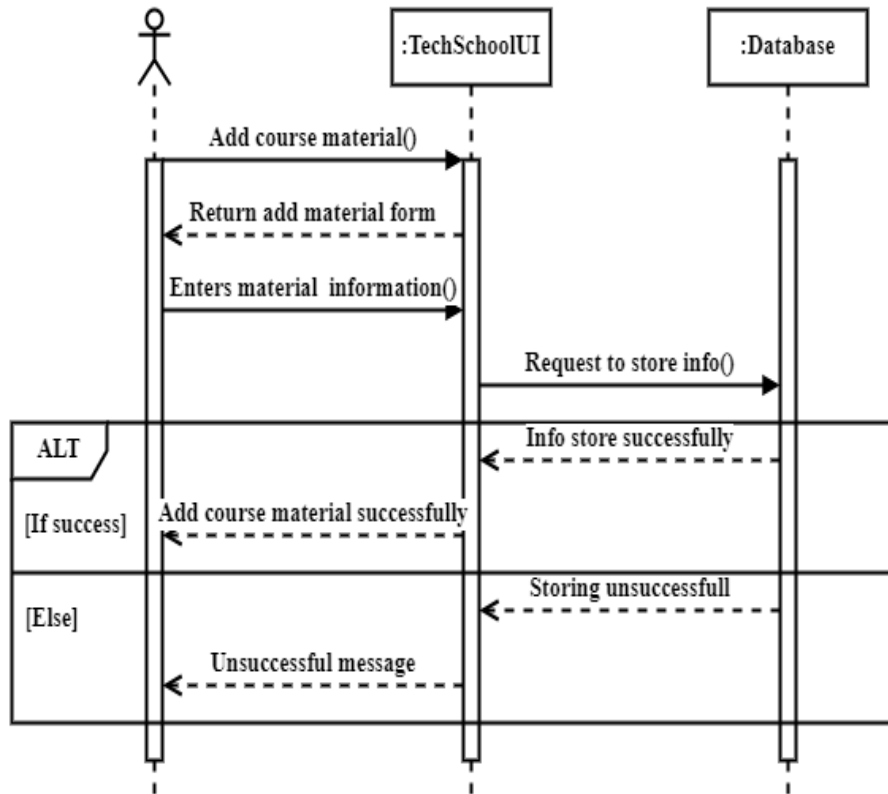 :TechSchoolUI
:Database
Add course material()
Return add material form
Enters material information()
Request to store info()
ALT
Info store successfully
[If success]
Add course material successfully
Storing unsuccessfull
[Else]
Unsuccessful message